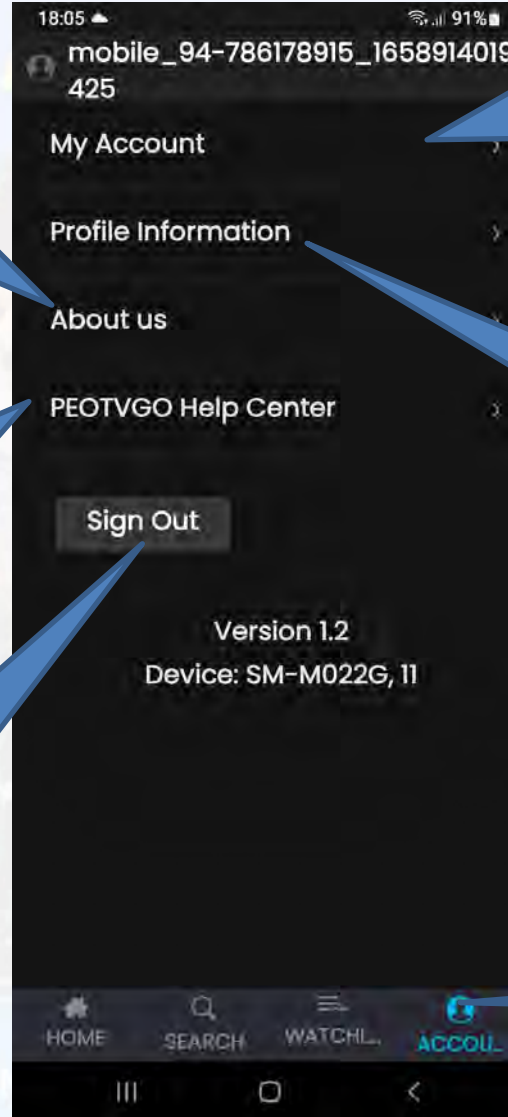 18:05 91%
mobile_94-786178915_1658914019
425
My Account
Profile Information
About us
PEOTVGO Help Center
Sign Out
Version 1.2
Device: SM-M022G, 11
HOME SEARCH WATCHL... ACCOU...